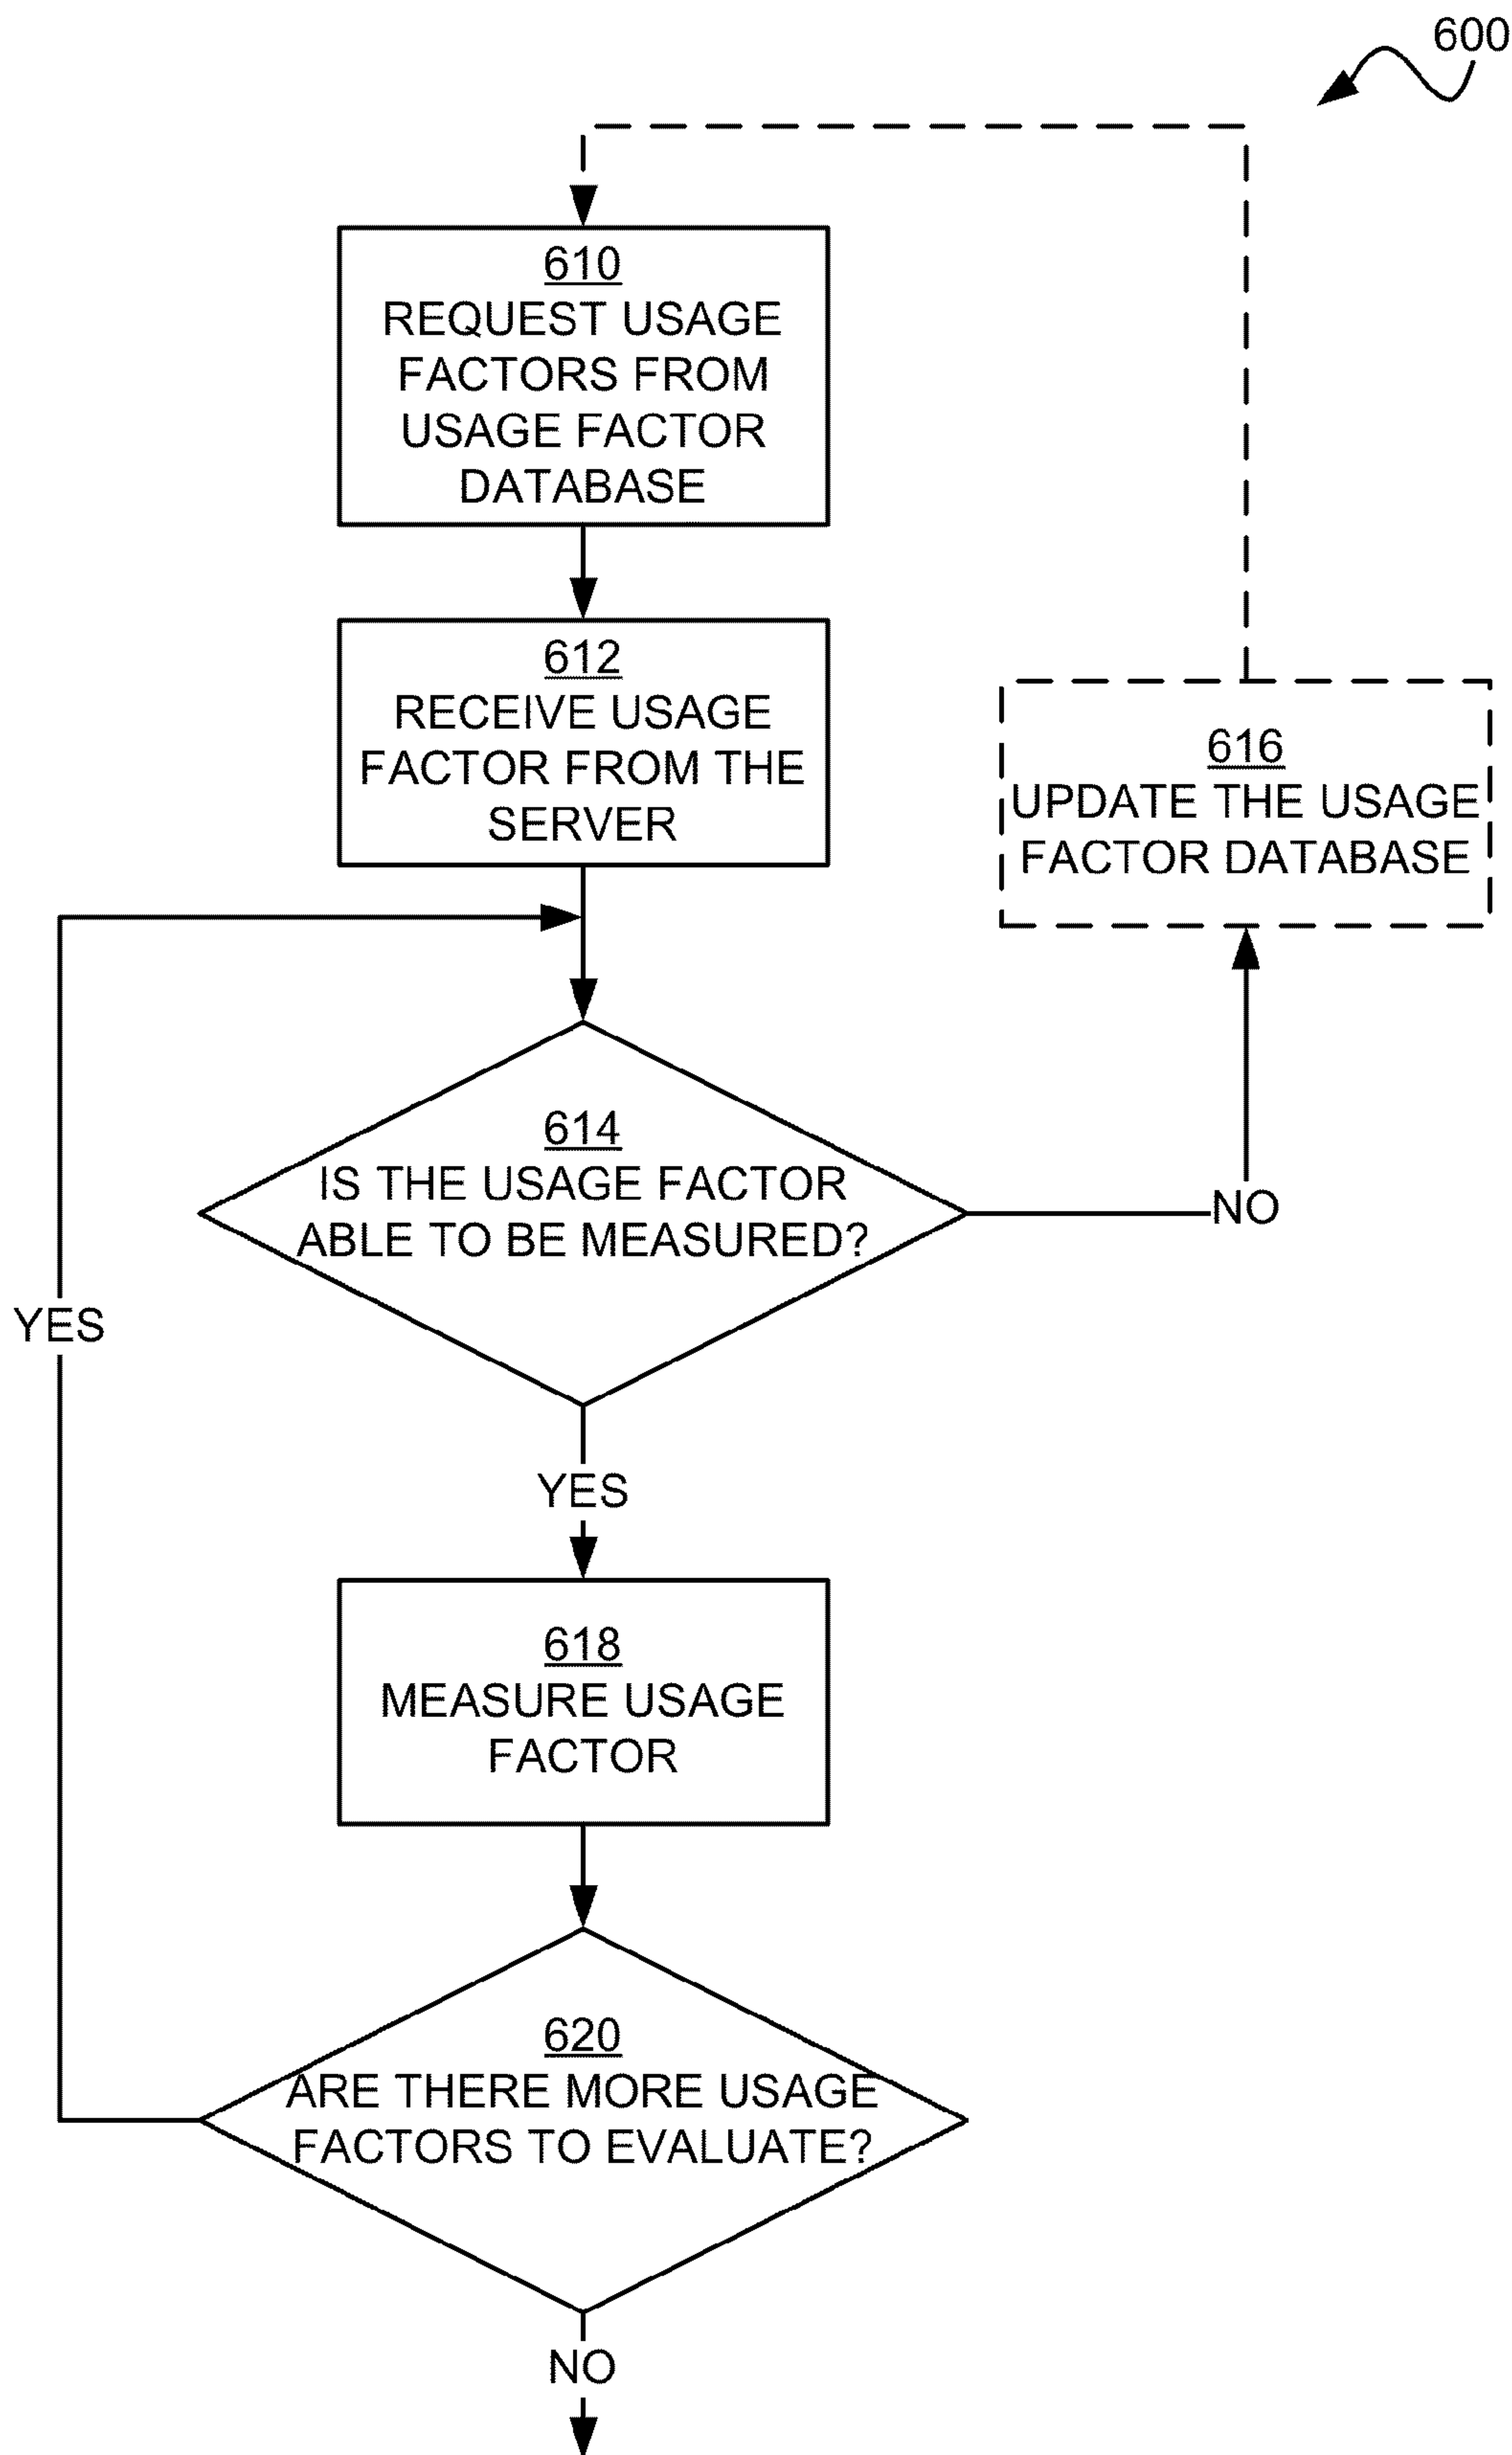 600
610
REQUEST USAGE
FACTORS FROM
USAGE FACTOR
DATABASE
612
RECEIVE USAGE
FACTOR FROM THE
SERVER
616
UPDATE THE USAGE
FACTOR DATABASE
614
IS THE USAGE FACTOR
ABLE TO BE MEASURED?
NO
YES
YES
618
MEASURE USAGE
FACTOR
620
ARE THERE MORE USAGE
FACTORS TO EVALUATE?
NO